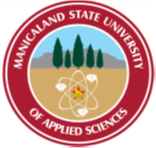 MANICALAND STATE UNIVERSITY
OF APPLIED SCIENCES